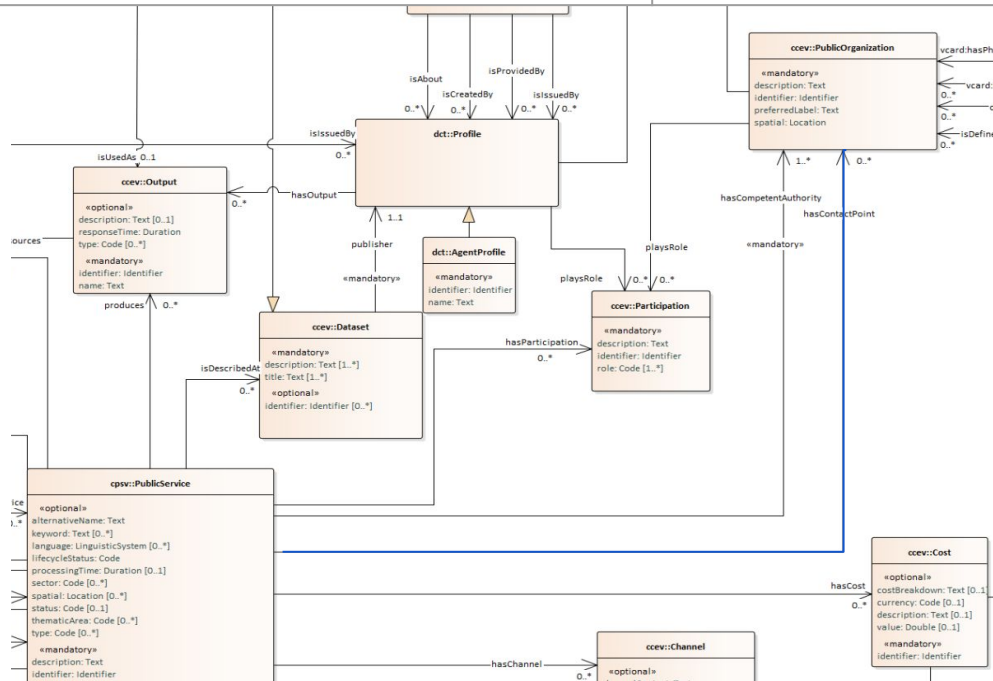 isAbout
isProvidedBy
isCreatedBy
isIssuedBy
0..*
0..*
0..*
0..*
ccev::PublicOrganization
«mandatory»
description: Text
identifier: Identifier
preferredLabel: Text
spatial: Location
vcard:hasPh
0..*
vcard:
0..*
isDefine
0..*
isIssuedBy
0..*
dct::Profile
isUsedAs 0..1
ccev::Output
«optional»
description: Text [0..1]
responseTime: Duration
type: Code [0..*]
«mandatory»
identifier: Identifier
name: Text
hasOutput
0..*
1..1
publisher
«mandatory»
dct::AgentProfile
«mandatory»
identifier: Identifier
name: Text
1..*
0..*
hasCompetentAuthority
hasContactPoint
«mandatory»
playsRole
playsRole
0..*
0..*
ources
produces
0..*
ccev::Dataset
«mandatory»
description: Text [1..*]
title: Text [1..*]
«optional»
identifier: Identifier [0..*]
isDescribedAt
0..*
ccev::Participation
«mandatory»
description: Text
identifier: Identifier
role: Code [1..*]
hasParticipation
0..*
ice
cpsv::PublicService
«optional»
alternativeName: Text
keyword: Text [0..*]
language: LinguisticSystem [0..*]
lifecycleStatus: Code
processingTime: Duration [0..1]
sector: Code [0..*]
spatial: Location [0..*]
status: Code [0..1]
thematicArea: Code [0..*]
type: Code [0..*]
«mandatory»
description: Text
identifier: Identifier
hasCost
0..*
ccev::Cost
«optional»
costBreakdown: Text [0..1]
currency: Code [0..1]
description: Text [0..1]
value: Double [0..1]
«mandatory»
identifier: Identifier
hasChannel
0..*
ccev::Channel
«optional»